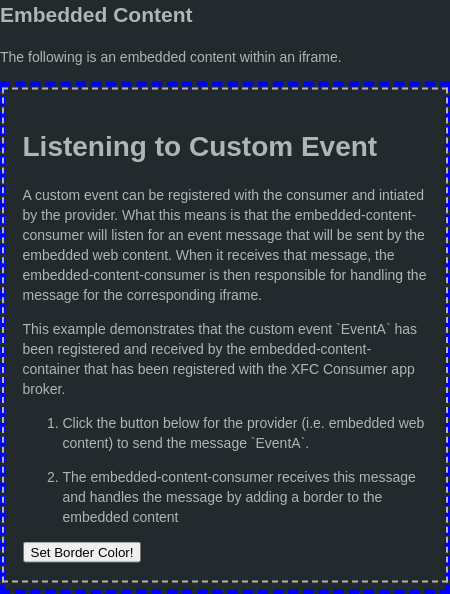 Embedded Content
The following is an embedded content within an iframe.
Listening to Custom Event
A custom event can be registered with the consumer and intiated
by the provider. What this means is that the embedded-content-
consumer will listen for an event message that will be sent by the
embedded web content. When it receives that message, the
embedded-content-consumer is then responsible for handling the
message for the corresponding iframe.
This example demonstrates that the custom event `EventA` has
been registered and received by the embedded-content-
container that has been registered with the XFC Consumer app
broker.
1. Click the button below for the provider (i.e. embedded web
content) to send the message `EventA`.
2. The embedded-content-consumer receives this message
and handles the message by adding a border to the
embedded content
Set Border Color!